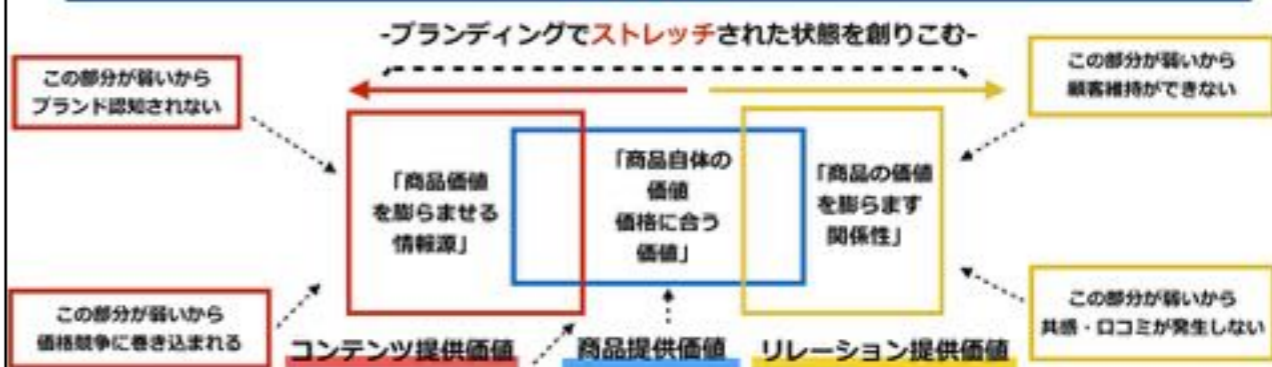 -ブランディングでストレッチされた状態を創りこむ-
この部分が弱いから
ブランド認知されない
この部分が弱いから
顧客維持ができない
「商品価値
を膨らませる
情報源」
「商品自体の
価値
価格に合う
価値」
「商品の価値
を膨らます
関係性」
この部分が弱いから
価格競争に巻き込まれる
この部分が弱いから
共感・口コミが発生しない
コンテンツ提供価値
商品提供価値
リレーション提供価値